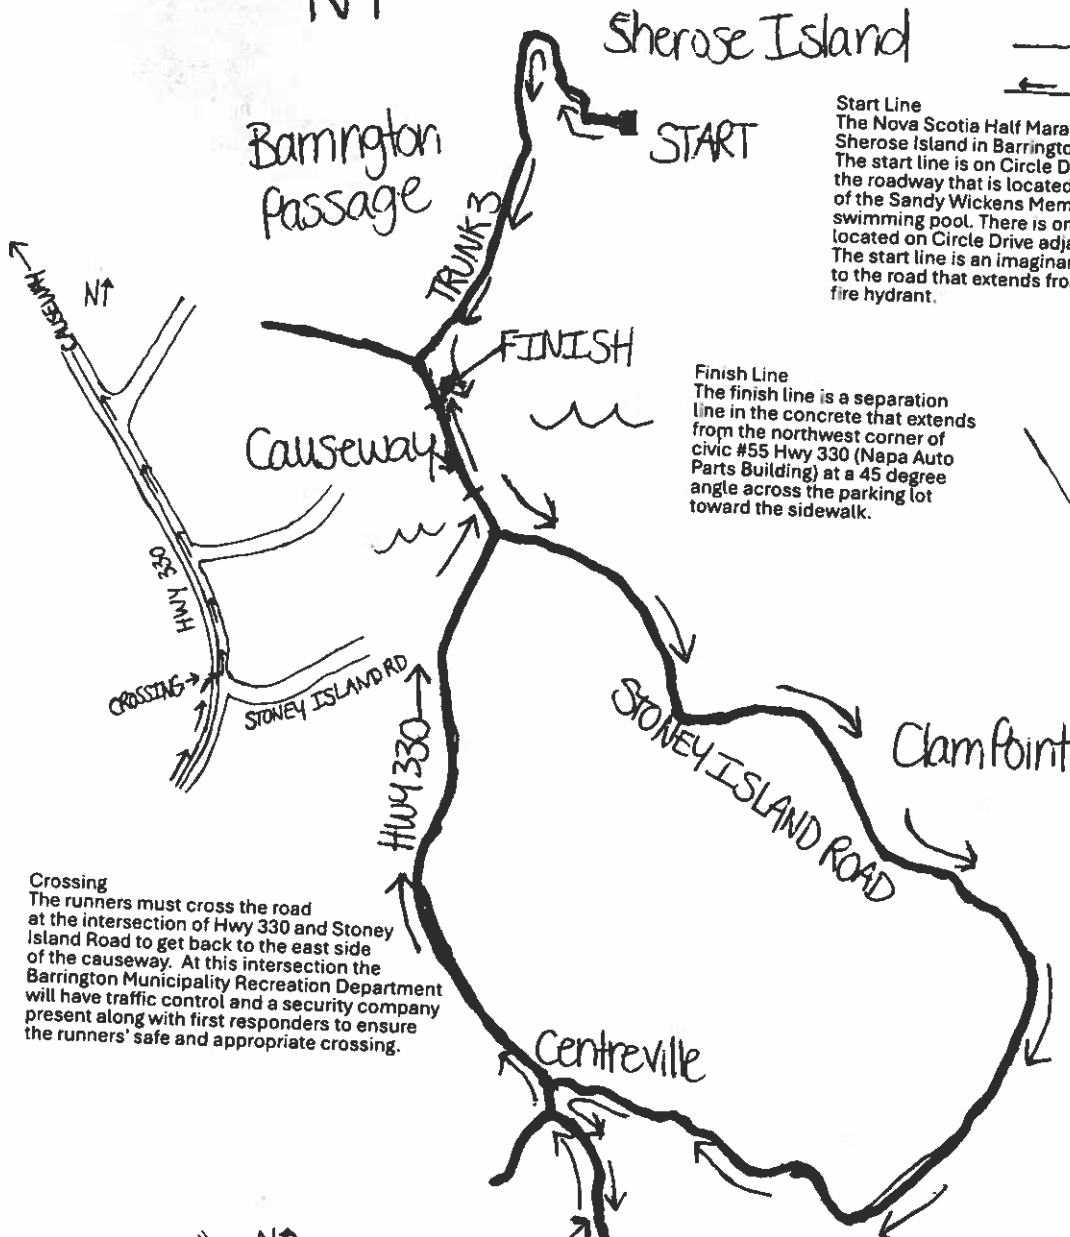 N↑
Sherose Island
START
Start Line
The Nova Scotia Half Mara
Sherose Island in Barringto
The start line is on Circle D
the roadway that is located
of the Sandy Wickens Mem
swimming pool. There is or
located on Circle Drive adja
The start line is an imaginar
to the road that extends fro
fire hydrant.
Barrington
Passage
TRUNK 3
CAUSEWAY
N↑
FINISH
Finish Line
The finish line is a separation
line in the concrete that extends
from the northwest corner of
civic #55 Hwy 330 (Napa Auto
Parts Building) at a 45 degree
angle across the parking lot
toward the sidewalk.
Causeway
HWY 330
CROSSING
STONEY ISLAND RD
HWY 330
STONEY ISLAND ROAD
Clam Point
Crossing
The runners must cross the road
at the intersection of Hwy 330 and Stoney
Island Road to get back to the east side
of the causeway. At this intersection the
Barrington Municipality Recreation Department
will have traffic control and a security company
present along with first responders to ensure
the runners' safe and appropriate crossing.
Centreville
N↑